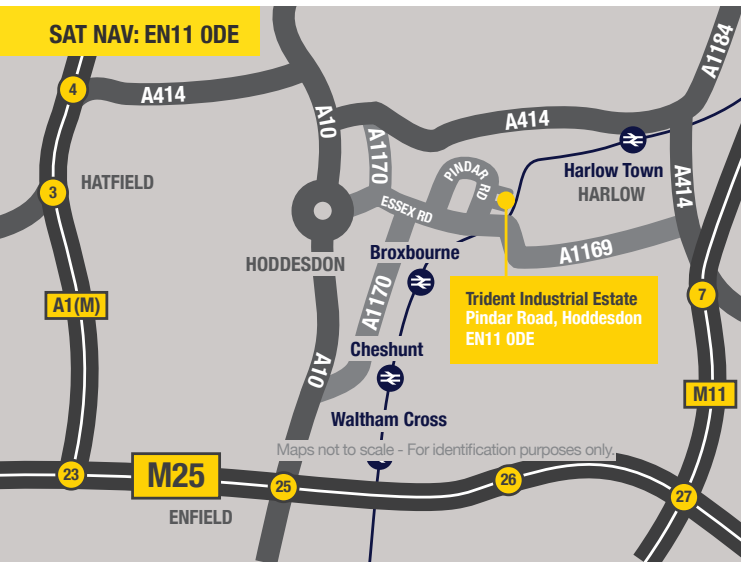 SAT NAV: EN11 0DE
A1184
4
A414
A10
A414
A1170
PINDAR RD
Harlow Town
HARLOW
3
HATFIELD
A414
ESSEX RD
HODDESDON
Broxbourne
A1169
A1170
7
A1(M)
Trident Industrial Estate
Pindar Road, Hoddesdon
EN11 0DE
Cheshunt
A10
M11
Waltham Cross
Maps not to scale - For identification purposes only.
23
M25
25
26
27
ENFIELD